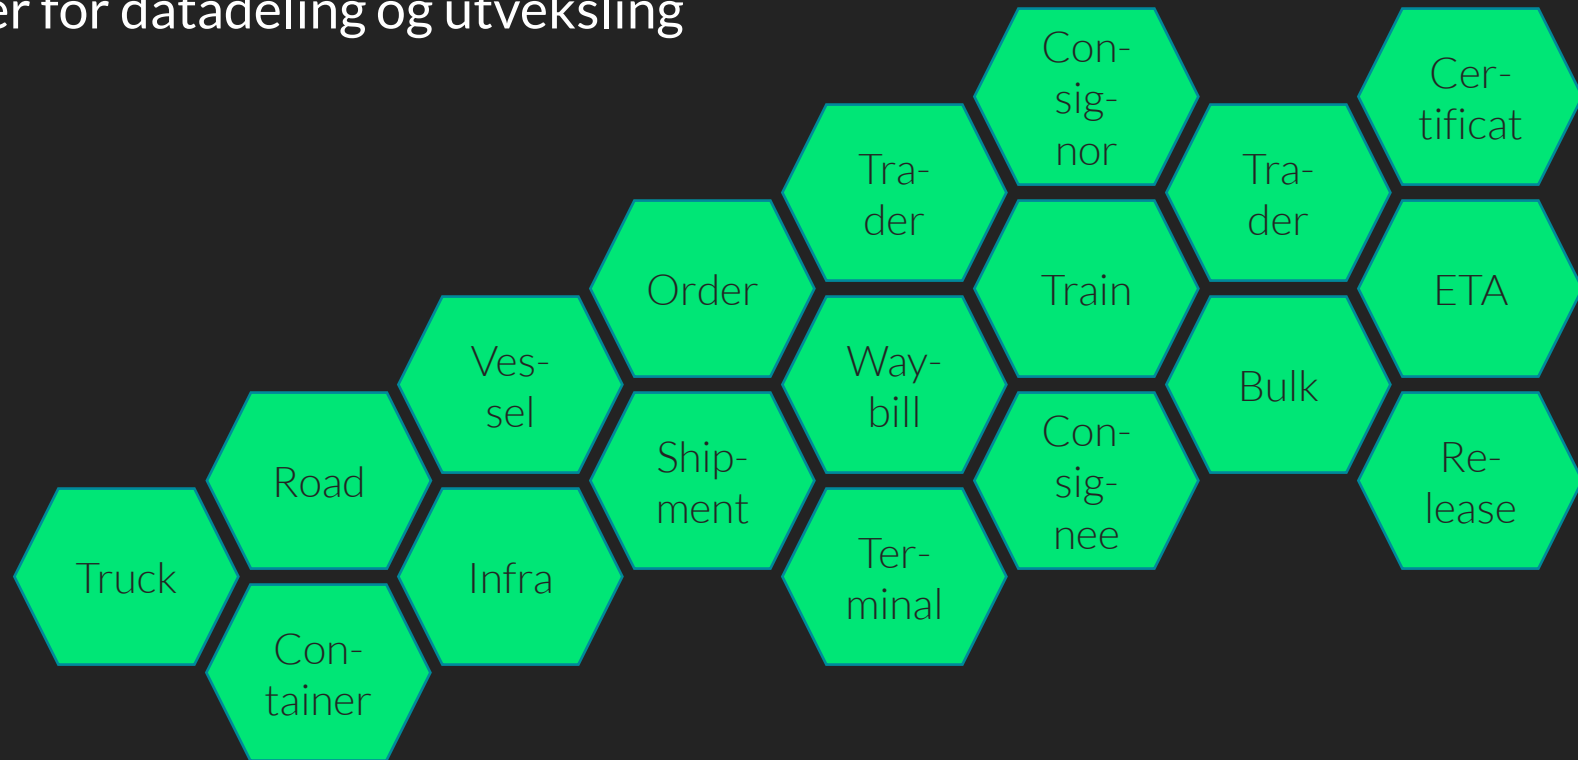 er for datadeling og utveksling
Con-
sig-
nor
Cer-
tificat
Tra-
der
Tra-
der
Order
Train
ETA
Ves-
sel
Way-
bill
Bulk
Road
Ship-
ment
Con-
sig-
nee
Re-
lease
Truck
Infra
Ter-
minal
Con-
tainer